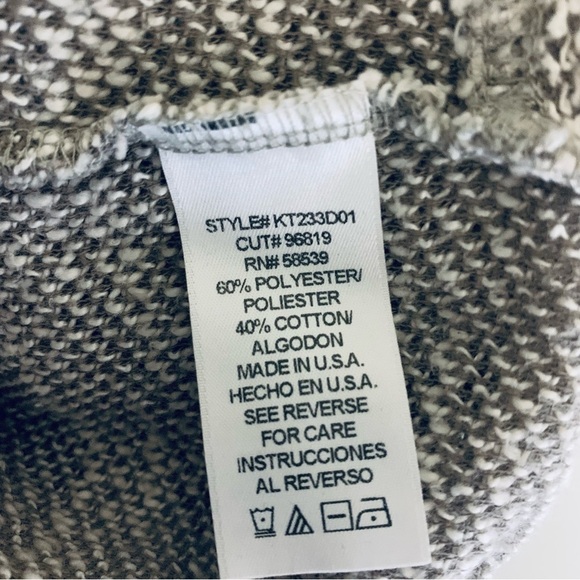 STYLE# KT233D01
CUT# 96819
RN# 58539
60% POLYESTER/
POLIESTER
40% COTTON/
ALGODON
MADE IN U.S.A.
HECHO EN U.S.A.
SEE REVERSE
FOR CARE
INSTRUCCIONES
AL REVERSO